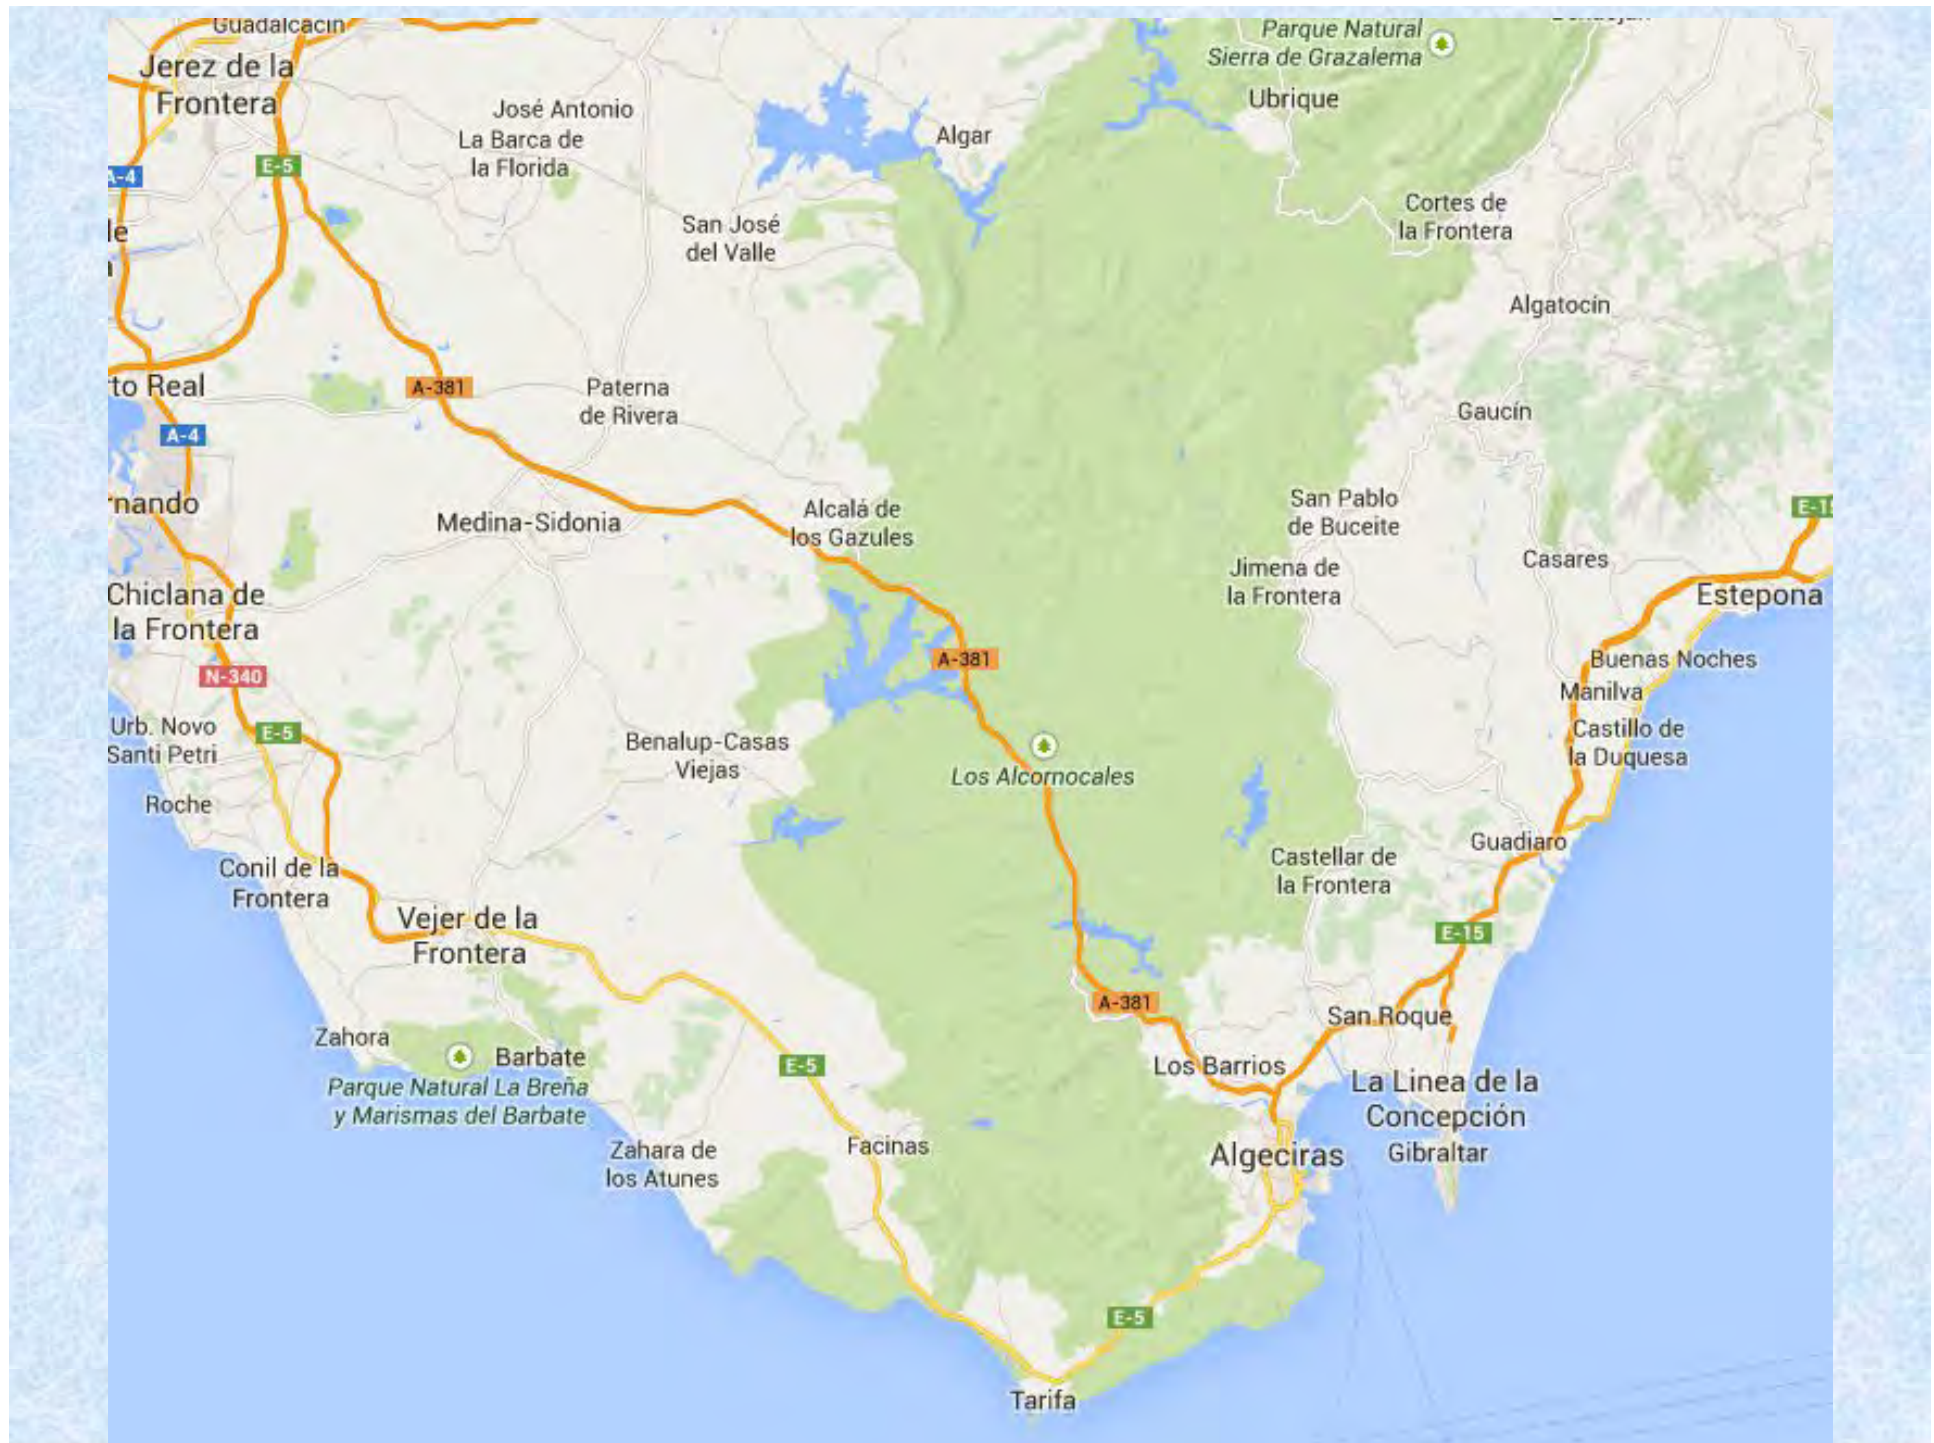 Guadalcacín
Parque Natural
Sierra de Grazalema
Jerez de la
Frontera
Ubrique
José Antonio
La Barca de
la Florida
Algar
E-5
A-4
Cortes de
la Frontera
San José
del Valle
le
Algatocín
A-381
to Real
Paterna
de Rivera
Gaucín
A-4
nando
San Pablo
de Buceite
Alcalá de
los Gazules
E-15
Medina-Sidonia
Casares
Jimena de
la Frontera
Chiclana de
la Frontera
Estepona
A-381
Buenas Noches
N-340
Manilva
Urb. Novo
Santi Petri
E-5
Castillo de
la Duquesa
Benalup-Casas
Viejas
Los Alcornocales
Roche
Guadiaro
Castellar de
la Frontera
Conil de la
Frontera
Vejer de la
Frontera
E-15
A-381
San Roque
Zahora
Barbate
E-5
Los Barrios
Parque Natural La Breña
y Marismas del Barbate
La Linea de la
Concepción
Facinas
Algeciras
Gibraltar
Zahara de
los Atunes
E-5
Tarifa